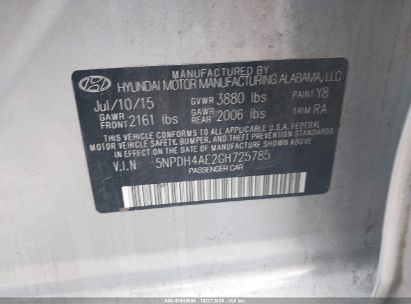 HYUNDAI MOTOR MANUFACTURING ALABAMA, LLC
Jul/10/15 GVWR 3880 lbs PAINT Y8
GAWR FRONT 2161 lbs GAWR REAR 2006 lbs TRIM RA
THIS VEHICLE CONFORMS TO ALL APPLICABLE U.S. FEDERAL
MOTOR VEHICLE SAFETY, BUMPER, AND THEFT PREVENTION
STANDARDS IN EFFECT ON THE DATE OF MANUFACTURE SHOWN ABOVE.
V.I.N 5NPDH4AE2GH725785
PASSENGER CAR